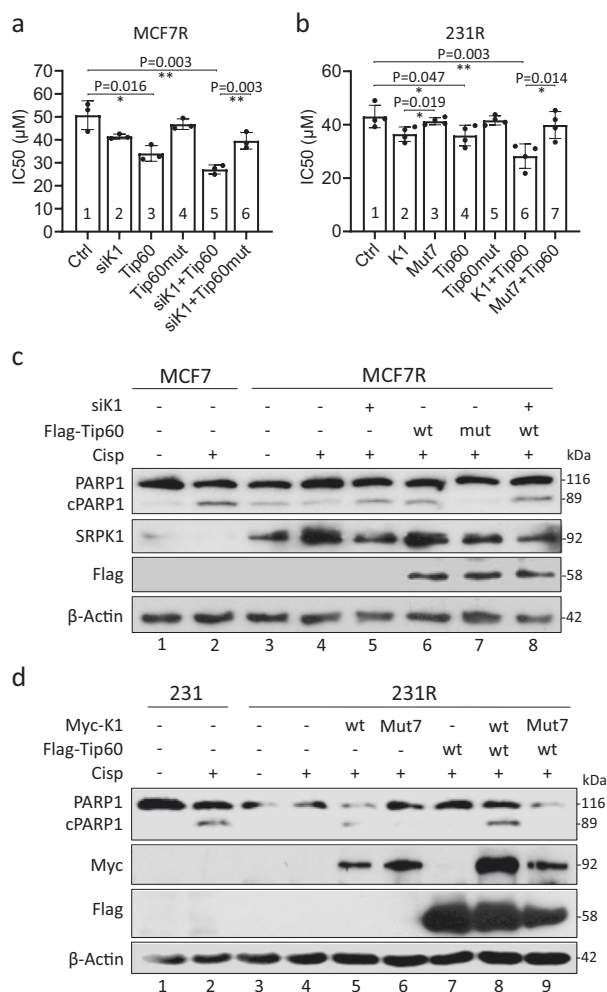 a
MCF7R
P=0.003
**
P=0.016
*
P=0.003
**
IC50 (µM)
70
60
50
40
30
20
10
0
1 2 3 4 5 6
Ctrl
siK1
Tip60
Tip60mut
siK1+Tip60
siK1+Tip60mut
b
231R
P=0.003
**
P=0.047
*
P=0.019
*
P=0.014
*
IC50 (µM)
60
50
40
30
20
10
0
1 2 3 4 5 6 7
Ctrl
K1
Mut7
Tip60
Tip60mut
K1+Tip60
Mut7+Tip60
c
MCF7 MCF7R
siK1 - - - - + - - +
Flag-Tip60 - - - - - wt mut wt
Cisp - + - + + + + + kDa
PARP1 -116
cPARP1 -89
SRPK1 -92
Flag -58
β-Actin -42
1 2 3 4 5 6 7 8
d
231 231R
Myc-K1 - - - - wt Mut7 - wt Mut7
Flag-Tip60 - - - - - - wt wt wt
Cisp - + - + + + + + + kDa
PARP1 -116
cPARP1 -89
Myc -92
Flag -58
β-Actin -42
1 2 3 4 5 6 7 8 9